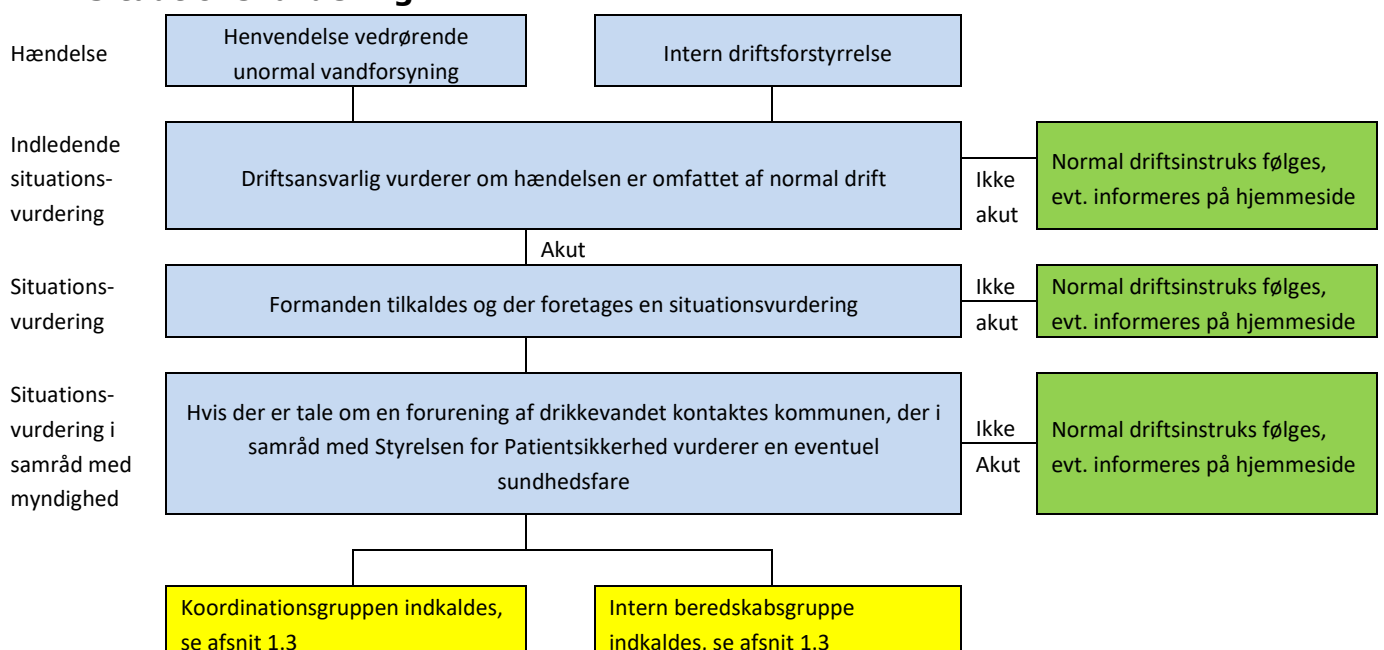 Hændelse
Henvendelse vedrørende
unormal vandforsyning
Intern driftsforstyrrelse
Indledende
situations-
vurdering
Driftsansvarlig vurderer om hændelsen er omfattet af normal drift
Ikke
akut
Normal driftsinstruks følges,
evt. informeres på hjemmeside
Akut
Situations-
vurdering
Formanden tilkaldes og der foretages en situationsvurdering
Ikke
akut
Normal driftsinstruks følges,
evt. informeres på hjemmeside
Situations-
vurdering i
samråd med
myndighed
Hvis der er tale om en forurening af drikkevandet kontaktes kommunen, der i
samråd med Styrelsen for Patientsikkerhed vurderer en eventuel
sundhedsfare
Ikke
Akut
Normal driftsinstruks følges,
evt. informeres på hjemmeside
Koordinationsgruppen indkaldes,
se afsnit 1.3
Intern beredskabsgruppe
indkaldes, se afsnit 1.3